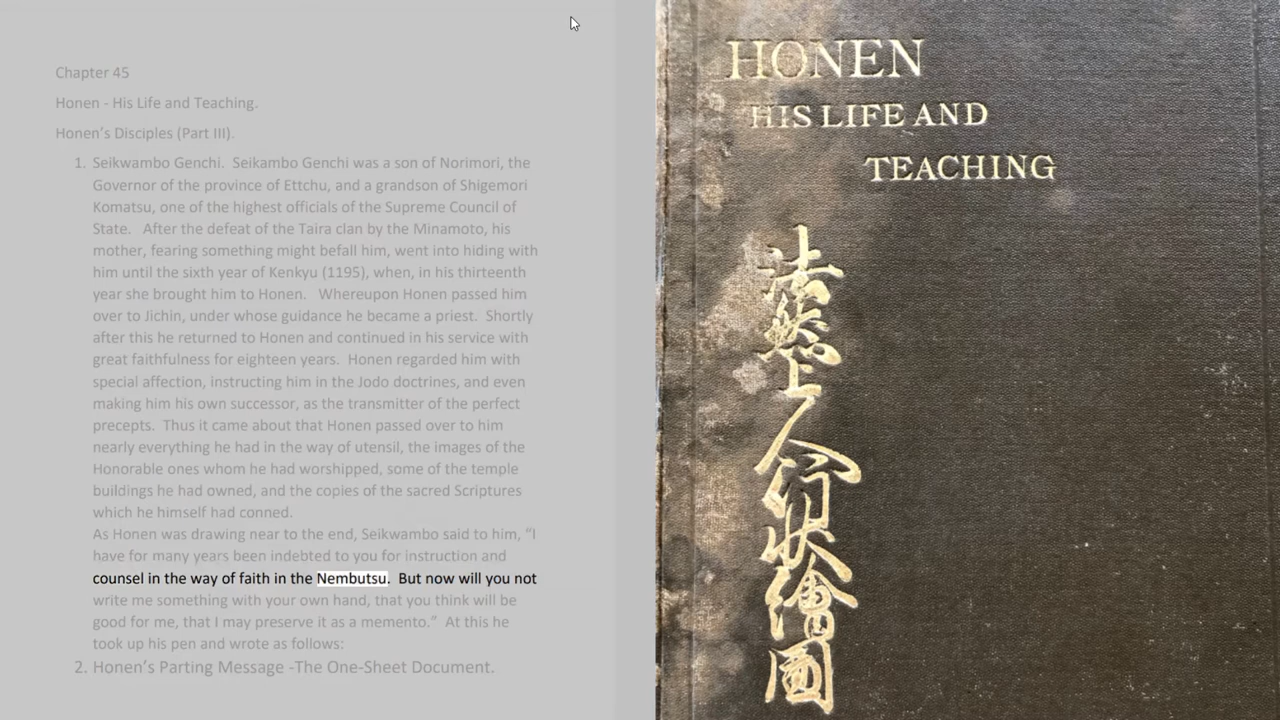 Chapter 45
Honen - His Life and Teaching.
Honen's Disciples (Part III).
1. Seikwambo Genchi. Seikambo Genchi was a son of Norimori, the
Governor of the province of Ettchu, and a grandson of Shigemori
Komatsu, one of the highest officials of the Supreme Council of
State. After the defeat of the Taira clan by the Minamoto, his
mother, fearing something might befall him, went into hiding with
him until the sixth year of Kenkyu (1195), when, in his thirteenth
year she brought him to Honen. Whereupon Honen passed him
over to Jichin, under whose guidance he became a priest. Shortly
after this he returned to Honen and continued in his service with
great faithfulness for eighteen years. Honen regarded him with
special affection, instructing him in the Jodo doctrines, and even
making him his own successor, as the transmitter of the perfect
precepts. Thus it came about that Honen passed over to him
nearly everything he had in the way of utensil, the images of the
Honorable ones whom he had worshipped, some of the temple
buildings he had owned, and the copies of the sacred Scriptures
which he himself had conned.
As Honen was drawing near to the end, Seikwambo said to him, "I
have for many years been indebted to you for instruction and
counsel in the way of faith in the Nembutsu. But now will you not
write me something with your own hand, that you think will be
good for me, that I may preserve it as a memento." At this he
took up his pen and wrote as follows:
2. Honen's Parting Message -The One-Sheet Document.
HONEN
HIS LIFE AND
TEACHING
法然上人行状繪圖